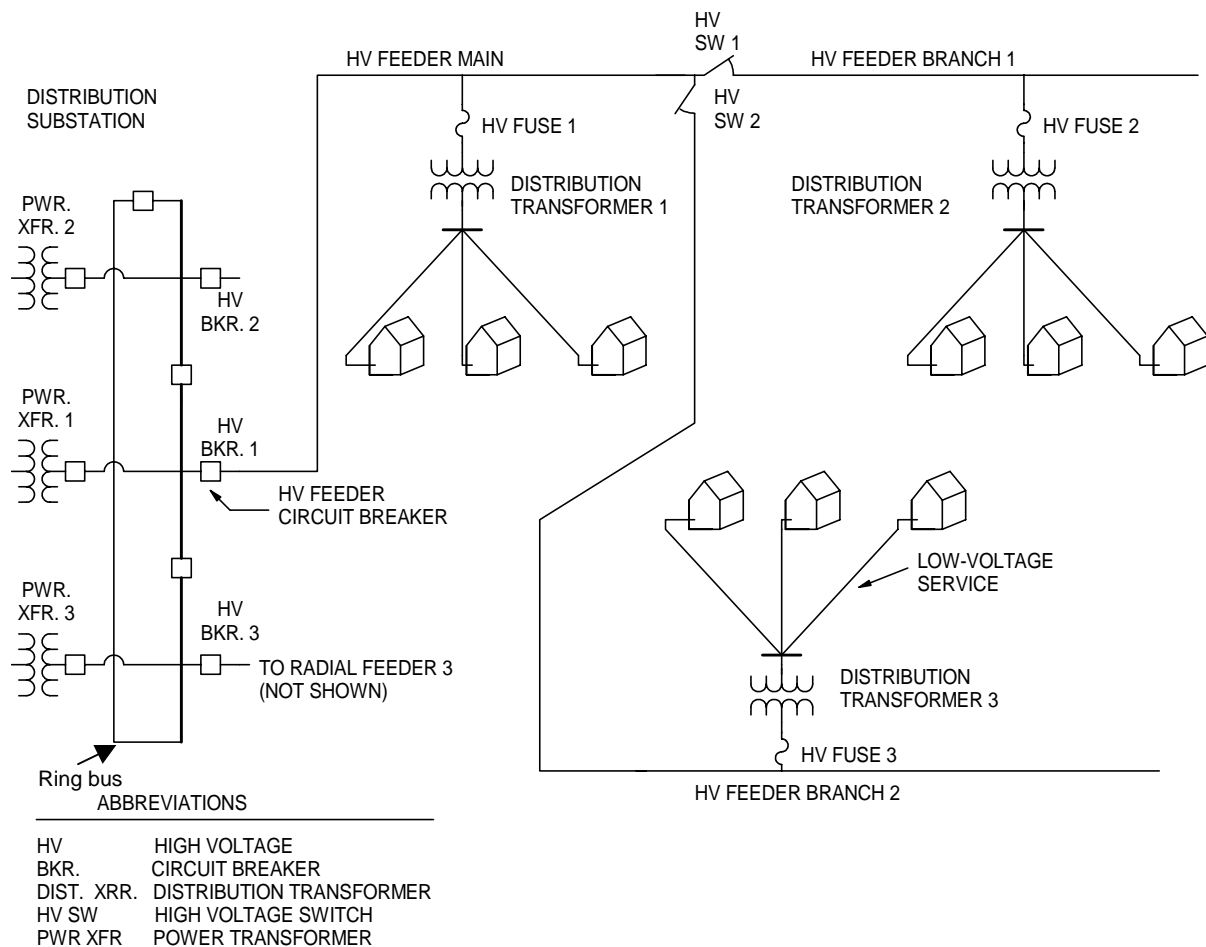 HV
SW 1
HV FEEDER MAIN
HV FEEDER BRANCH 1
DISTRIBUTION
SUBSTATION
HV
SW 2
HV FUSE 1
HV FUSE 2
DISTRIBUTION
TRANSFORMER 1
DISTRIBUTION
TRANSFORMER 2
PWR.
XFR. 2
HV
BKR. 2
PWR.
XFR. 1
HV
BKR. 1
HV FEEDER
CIRCUIT BREAKER
LOW-VOLTAGE
SERVICE
PWR.
XFR. 3
HV
BKR. 3
TO RADIAL FEEDER 3
(NOT SHOWN)
DISTRIBUTION
TRANSFORMER 3
HV FUSE 3
HV FEEDER BRANCH 2
Ring bus
ABBREVIATIONS
HV HIGH VOLTAGE
BKR. CIRCUIT BREAKER
DIST. XRR. DISTRIBUTION TRANSFORMER
HV SW HIGH VOLTAGE SWITCH
PWR XFR POWER TRANSFORMER